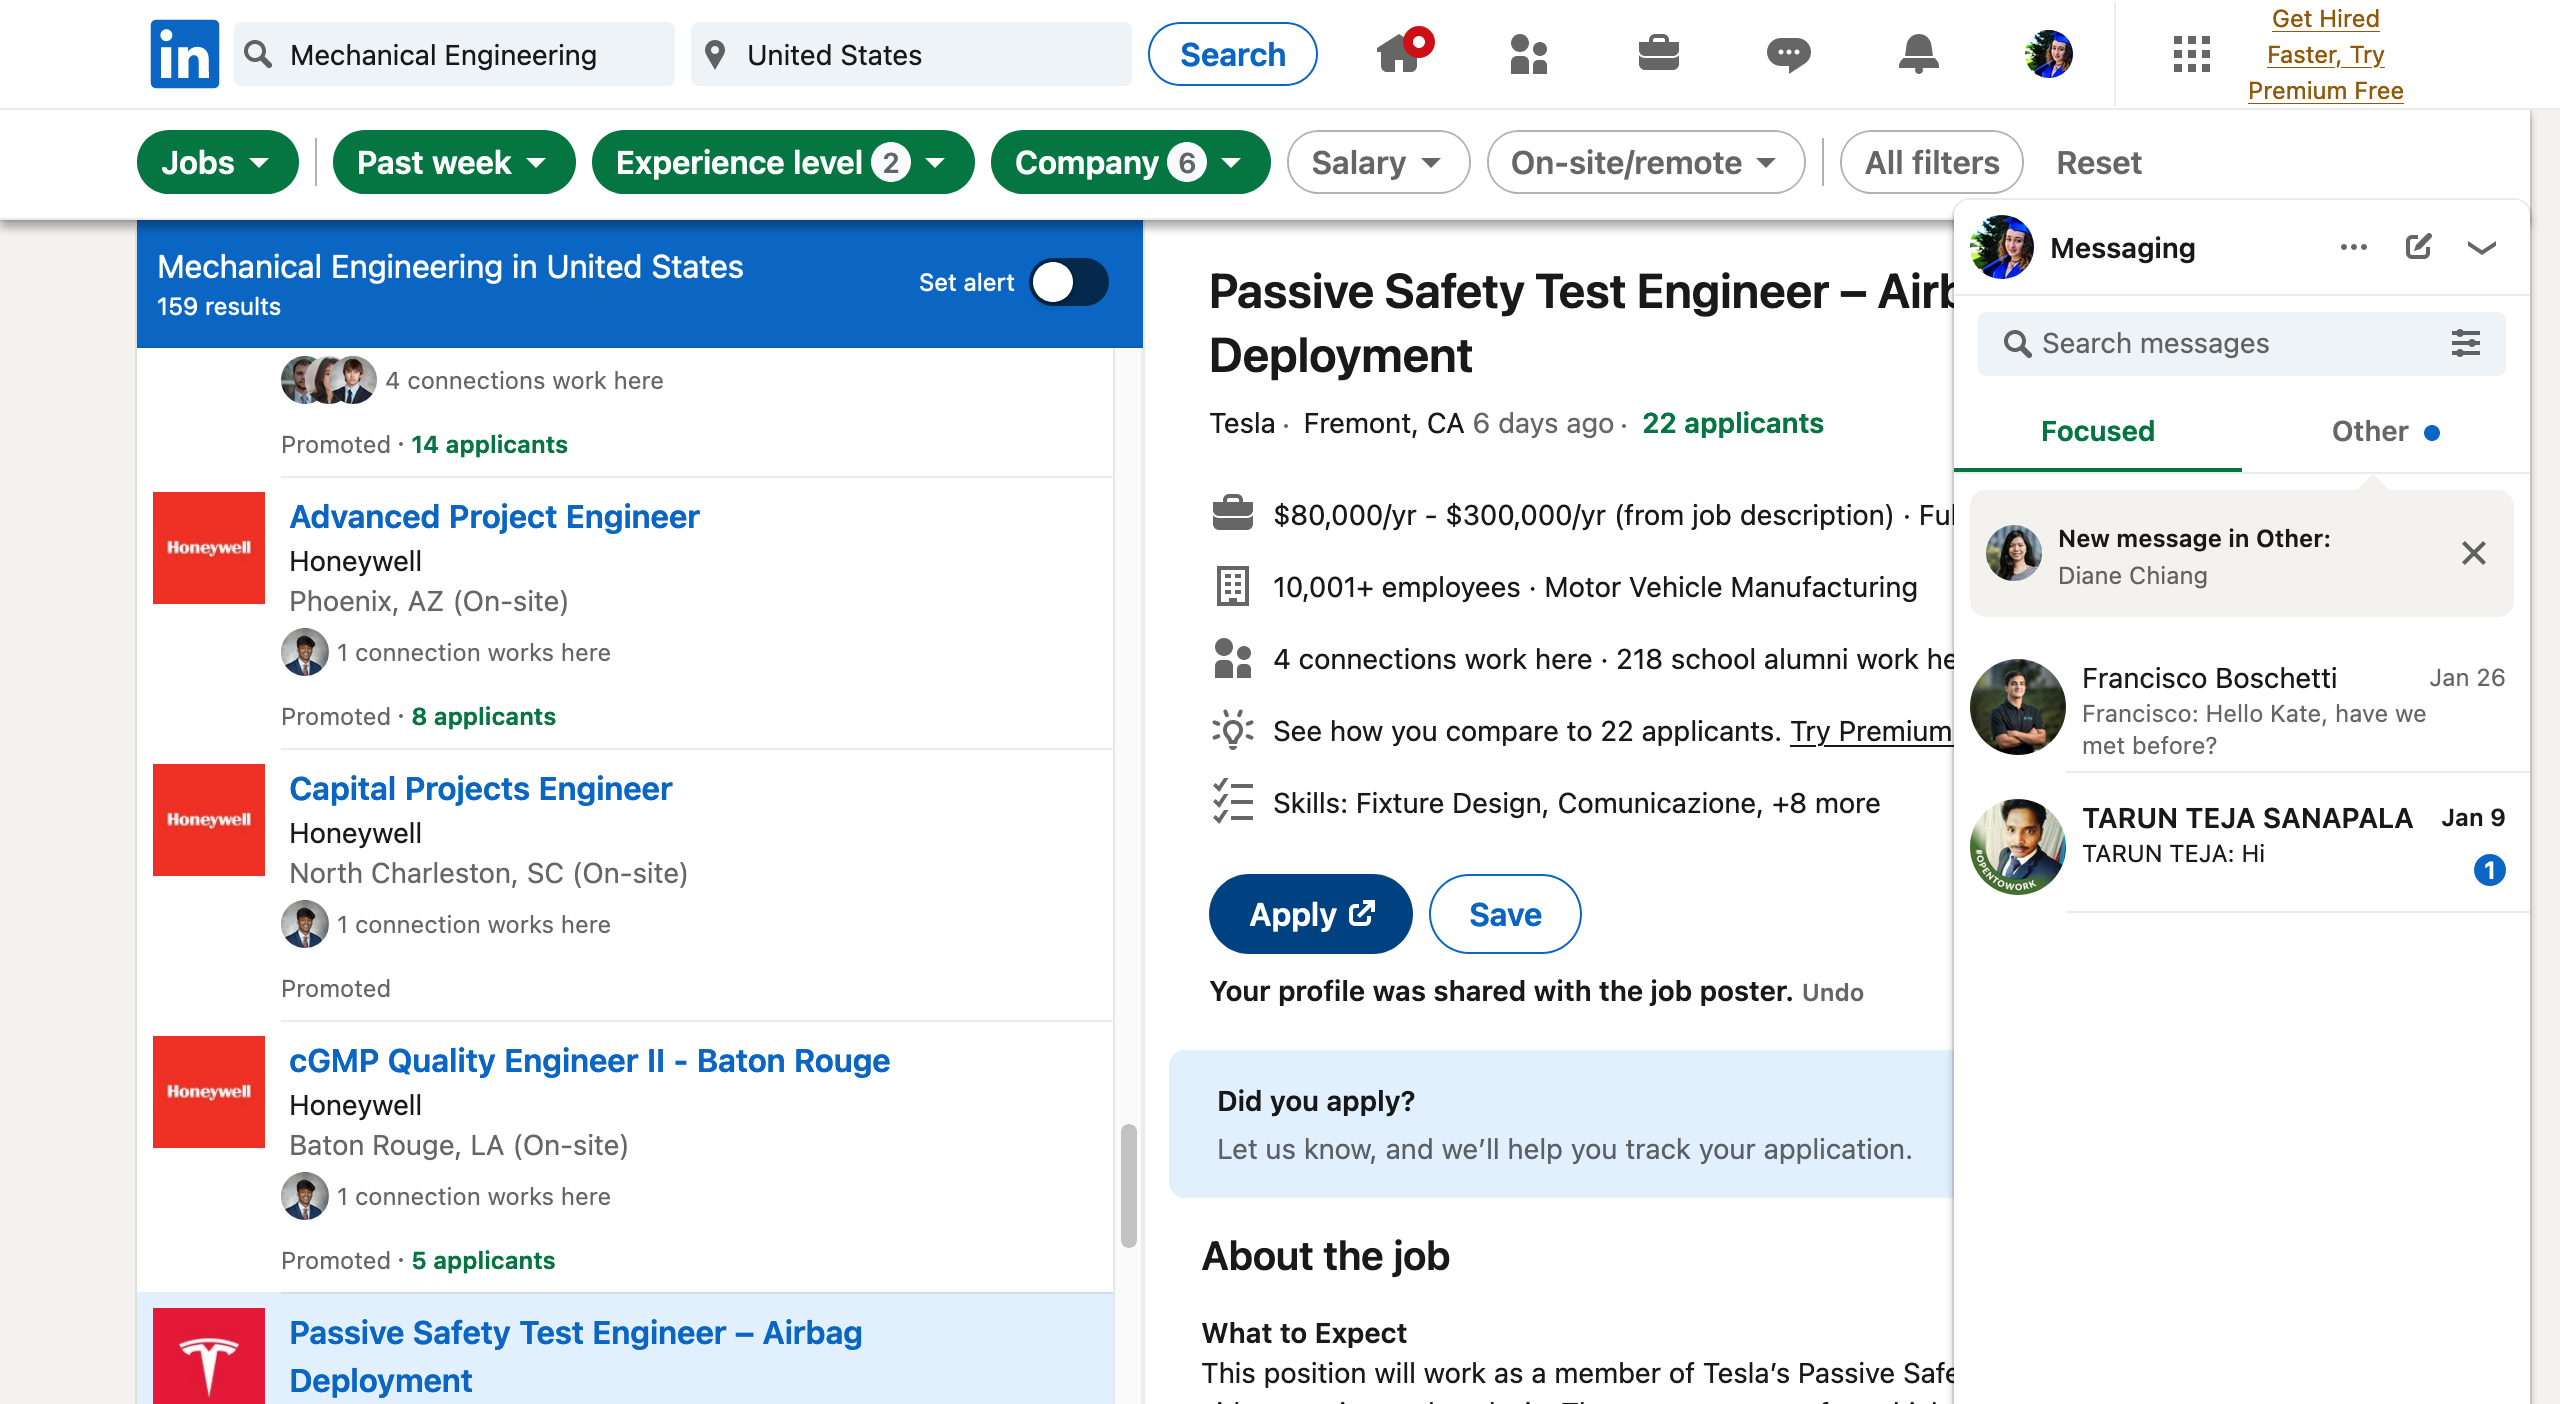 in
Mechanical Engineering
United States
Search
Get Hired
Faster, Try
Premium Free
Jobs
Past week
Experience level 2
Company 6
Salary
On-site/remote
All filters
Reset
Mechanical Engineering in United States
159 results
Set alert
4 connections work here
Promoted · 14 applicants
Honeywell
Advanced Project Engineer
Honeywell
Phoenix, AZ (On-site)
1 connection works here
Promoted · 8 applicants
Honeywell
Capital Projects Engineer
Honeywell
North Charleston, SC (On-site)
1 connection works here
Promoted
Honeywell
cGMP Quality Engineer II - Baton Rouge
Honeywell
Baton Rouge, LA (On-site)
1 connection works here
Promoted · 5 applicants
Passive Safety Test Engineer – Airbag
Deployment
Passive Safety Test Engineer – Airb
Deployment
Tesla · Fremont, CA 6 days ago · 22 applicants
$80,000/yr - $300,000/yr (from job description) · Ful
10,001+ employees · Motor Vehicle Manufacturing
4 connections work here · 218 school alumni work he
See how you compare to 22 applicants. Try Premium
Skills: Fixture Design, Comunicazione, +8 more
Apply
Save
Your profile was shared with the job poster. Undo
Did you apply?
Let us know, and we’ll help you track your application.
About the job
What to Expect
This position will work as a member of Tesla’s Passive Safe
Messaging
Search messages
Focused
Other
New message in Other:
Diane Chiang
Francisco Boschetti Jan 26
Francisco: Hello Kate, have we
met before?
#OPENTOWORK
TARUN TEJA SANAPALA Jan 9
TARUN TEJA: Hi
1